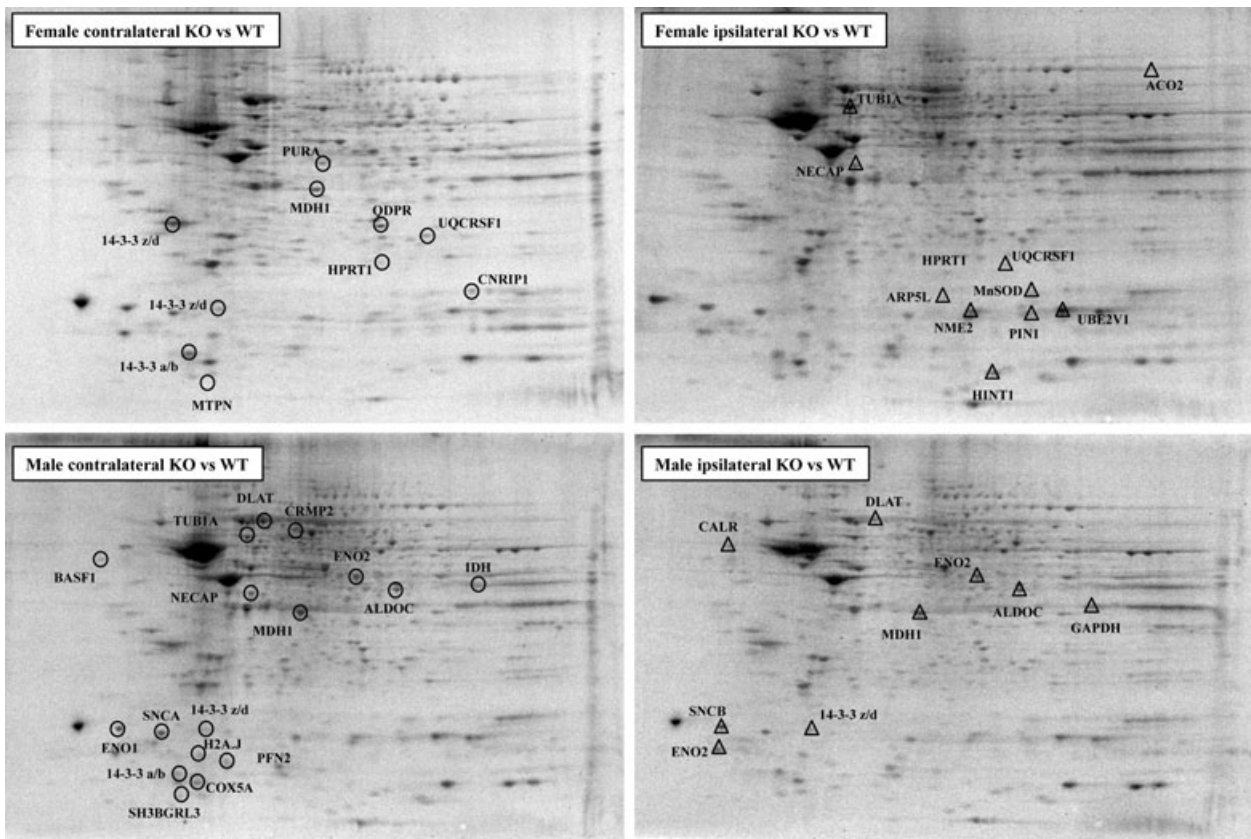 Female contralateral KO vs WT
PURA
MDH1
QDPR
UQCRSF1
14-3-3 z/d
HPRT1
CNRIP1
14-3-3 z/d
14-3-3 a/b
MTPN
Female ipsilateral KO vs WT
ACO2
TUB1A
NECAP
HPRT1
UQCRSF1
ARP5L
MnSOD
NME2
PIN1
UBE2V1
HINT1
Male contralateral KO vs WT
DLAT
CRMP2
TUB1A
BASF1
ENO2
IDH
NECAP
ALDOC
MDH1
SNCA
14-3-3 z/d
ENO1
H2A.J
PFN2
14-3-3 a/b
COX5A
SH3BGRL3
Male ipsilateral KO vs WT
DLAT
CALR
ENO2
ALDOC
MDH1
GAPDH
SNCB
14-3-3 z/d
ENO2